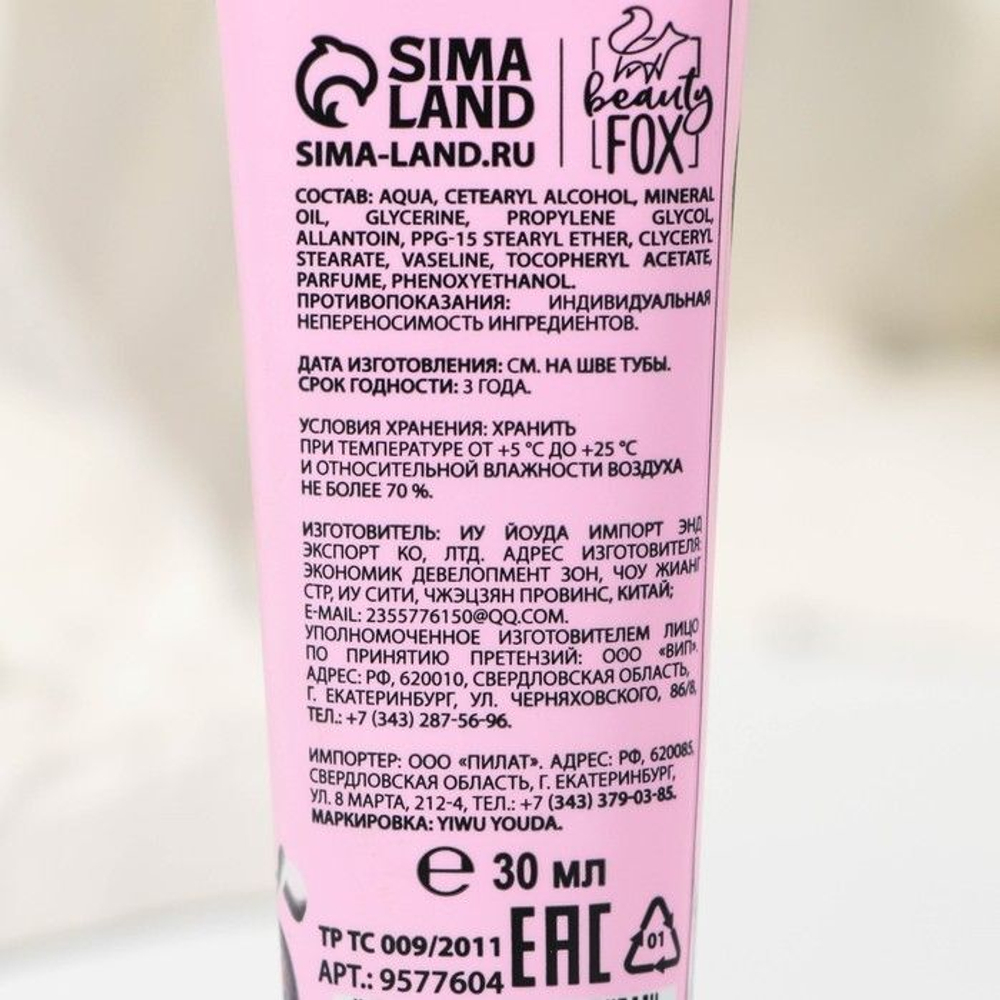 SIMA
LAND
SIMA-LAND.RU
beauty
FOX
СОСТАВ: AQUA, CETEARYL ALCOHOL, MINERAL
OIL, GLYCERINE, PROPYLENE GLYCOL,
ALLANTOIN, PPG-15 STEARYL ETHER, CLYCERYL
STEARATE, VASELINE, TOCOPHERYL ACETATE,
PARFUME, PHENOXYETHANOL.
ПРОТИВОПОКАЗАНИЯ: ИНДИВИДУАЛЬНАЯ
НЕПЕРЕНОСИМОСТЬ ИНГРЕДИЕНТОВ.
ДАТА ИЗГОТОВЛЕНИЯ: СМ. НА ШВЕ ТУБЫ.
СРОК ГОДНОСТИ: 3 ГОДА.
УСЛОВИЯ ХРАНЕНИЯ: ХРАНИТЬ
ПРИ ТЕМПЕРАТУРЕ ОТ +5 °С ДО +25 °С
И ОТНОСИТЕЛЬНОЙ ВЛАЖНОСТИ ВОЗДУХА
НЕ БОЛЕЕ 70 %.
ИЗГОТОВИТЕЛЬ: ИУ ЙОУДА ИМПОРТ ЭНД
ЭКСПОРТ КО, ЛТД. АДРЕС ИЗГОТОВИТЕЛЯ:
ЭКОНОМИК ДЕВЕЛОПМЕНТ ЗОН, ЧОУ ЖИАНГ
СТР, ИУ СИТИ, ЧЖЭЦЗЯН ПРОВИНС, КИТАЙ;
E-MAIL: 2355776150@QQ.COM.
УПОЛНОМОЧЕННОЕ ИЗГОТОВИТЕЛЕМ ЛИЦО
ПО ПРИНЯТИЮ ПРЕТЕНЗИЙ: ООО «ВИП».
АДРЕС: РФ, 620010, СВЕРДЛОВСКАЯ ОБЛАСТЬ,
Г. ЕКАТЕРИНБУРГ, УЛ. ЧЕРНЯХОВСКОГО, 86/8,
ТЕЛ.: +7 (343) 287-56-96.
ИМПОРТЕР: ООО «ПИЛАТ». АДРЕС: РФ, 620085,
СВЕРДЛОВСКАЯ ОБЛАСТЬ, Г. ЕКАТЕРИНБУРГ,
УЛ. 8 МАРТА, 212-4, ТЕЛ.: +7 (343) 379-03-85.
МАРКИРОВКА: YIWU YOUDA.
℮ 30 мл
ТР ТС 009/2011 EAC 01
АРТ.: 9577604